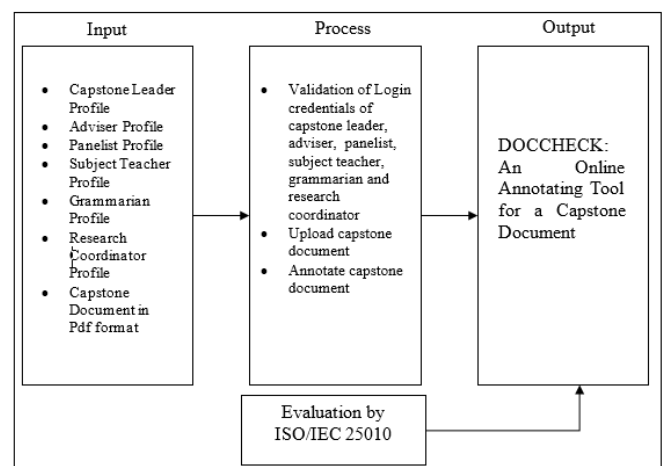 Input
Capstone Leader
Profile
Adviser Profile
Panelist Profile
Subject Teacher
Profile
Grammarian
Profile
Research
Coordinator
Profile
Capstone
Document in
Pdf format
Process
Validation of Login
credentials of
capstone leader,
adviser, panelist,
subject teacher,
grammarian and
research
coordinator
Upload capstone
document
Annotate capstone
document
Output
DOCCHECK:
An Online
Annotating Tool
for a Capstone
Document
Evaluation by
ISO/IEC 25010